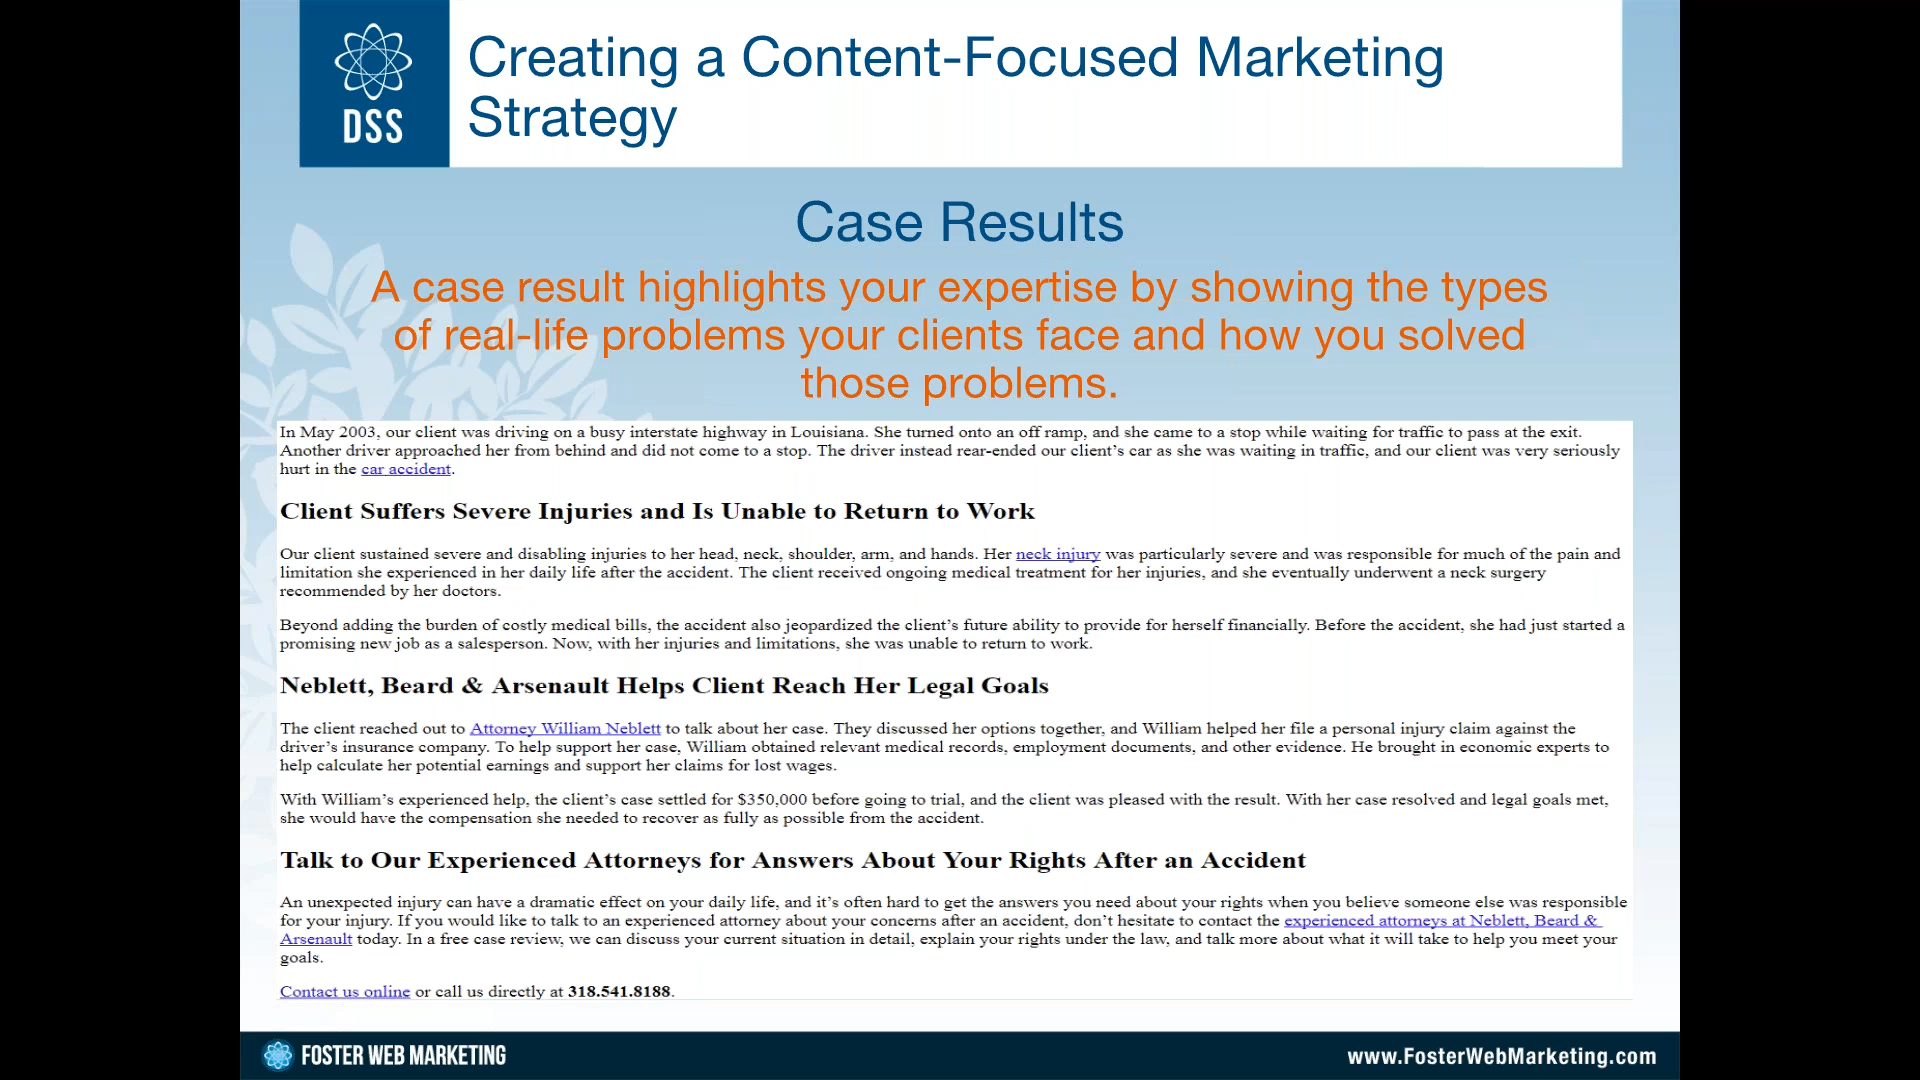 DSS
Creating a Content-Focused Marketing
Strategy
Case Results
A case result highlights your expertise by showing the types
of real-life problems your clients face and how you solved
those problems.
In May 2003, our client was driving on a busy interstate highway in Louisiana. She turned onto an off ramp, and she came to a stop while waiting for traffic to pass at the exit.
Another driver approached her from behind and did not come to a stop. The driver instead rear-ended our client’s car as she was waiting in traffic, and our client was very seriously
hurt in the car accident.
Client Suffers Severe Injuries and Is Unable to Return to Work
Our client sustained severe and disabling injuries to her head, neck, shoulder, arm, and hands. Her neck injury was particularly severe and was responsible for much of the pain and
limitation she experienced in her daily life after the accident. The client received ongoing medical treatment for her injuries, and she eventually underwent a neck surgery
recommended by her doctors.
Beyond adding the burden of costly medical bills, the accident also jeopardized the client’s future ability to provide for herself financially. Before the accident, she had just started a
promising new job as a salesperson. Now, with her injuries and limitations, she was unable to return to work.
Neblett, Beard & Arsenault Helps Client Reach Her Legal Goals
The client reached out to Attorney William Neblett to talk about her case. They discussed her options together, and William helped her file a personal injury claim against the
driver’s insurance company. To help support her case, William obtained relevant medical records, employment documents, and other evidence. He brought in economic experts to
help calculate her potential earnings and support her claims for lost wages.
With William’s experienced help, the client’s case settled for $350,000 before going to trial, and the client was pleased with the result. With her case resolved and legal goals met,
she would have the compensation she needed to recover as fully as possible from the accident.
Talk to Our Experienced Attorneys for Answers About Your Rights After an Accident
An unexpected injury can have a dramatic effect on your daily life, and it’s often hard to get the answers you need about your rights when you believe someone else was responsible
for your injury. If you would like to talk to an experienced attorney about your concerns after an accident, don’t hesitate to contact the experienced attorneys at Neblett, Beard &
Arsenault today. In a free case review, we can discuss your current situation in detail, explain your rights under the law, and talk more about what it will take to help you meet your
goals.
Contact us online or call us directly at 318.541.8188.
FOSTER WEB MARKETING
www.FosterWebMarketing.com